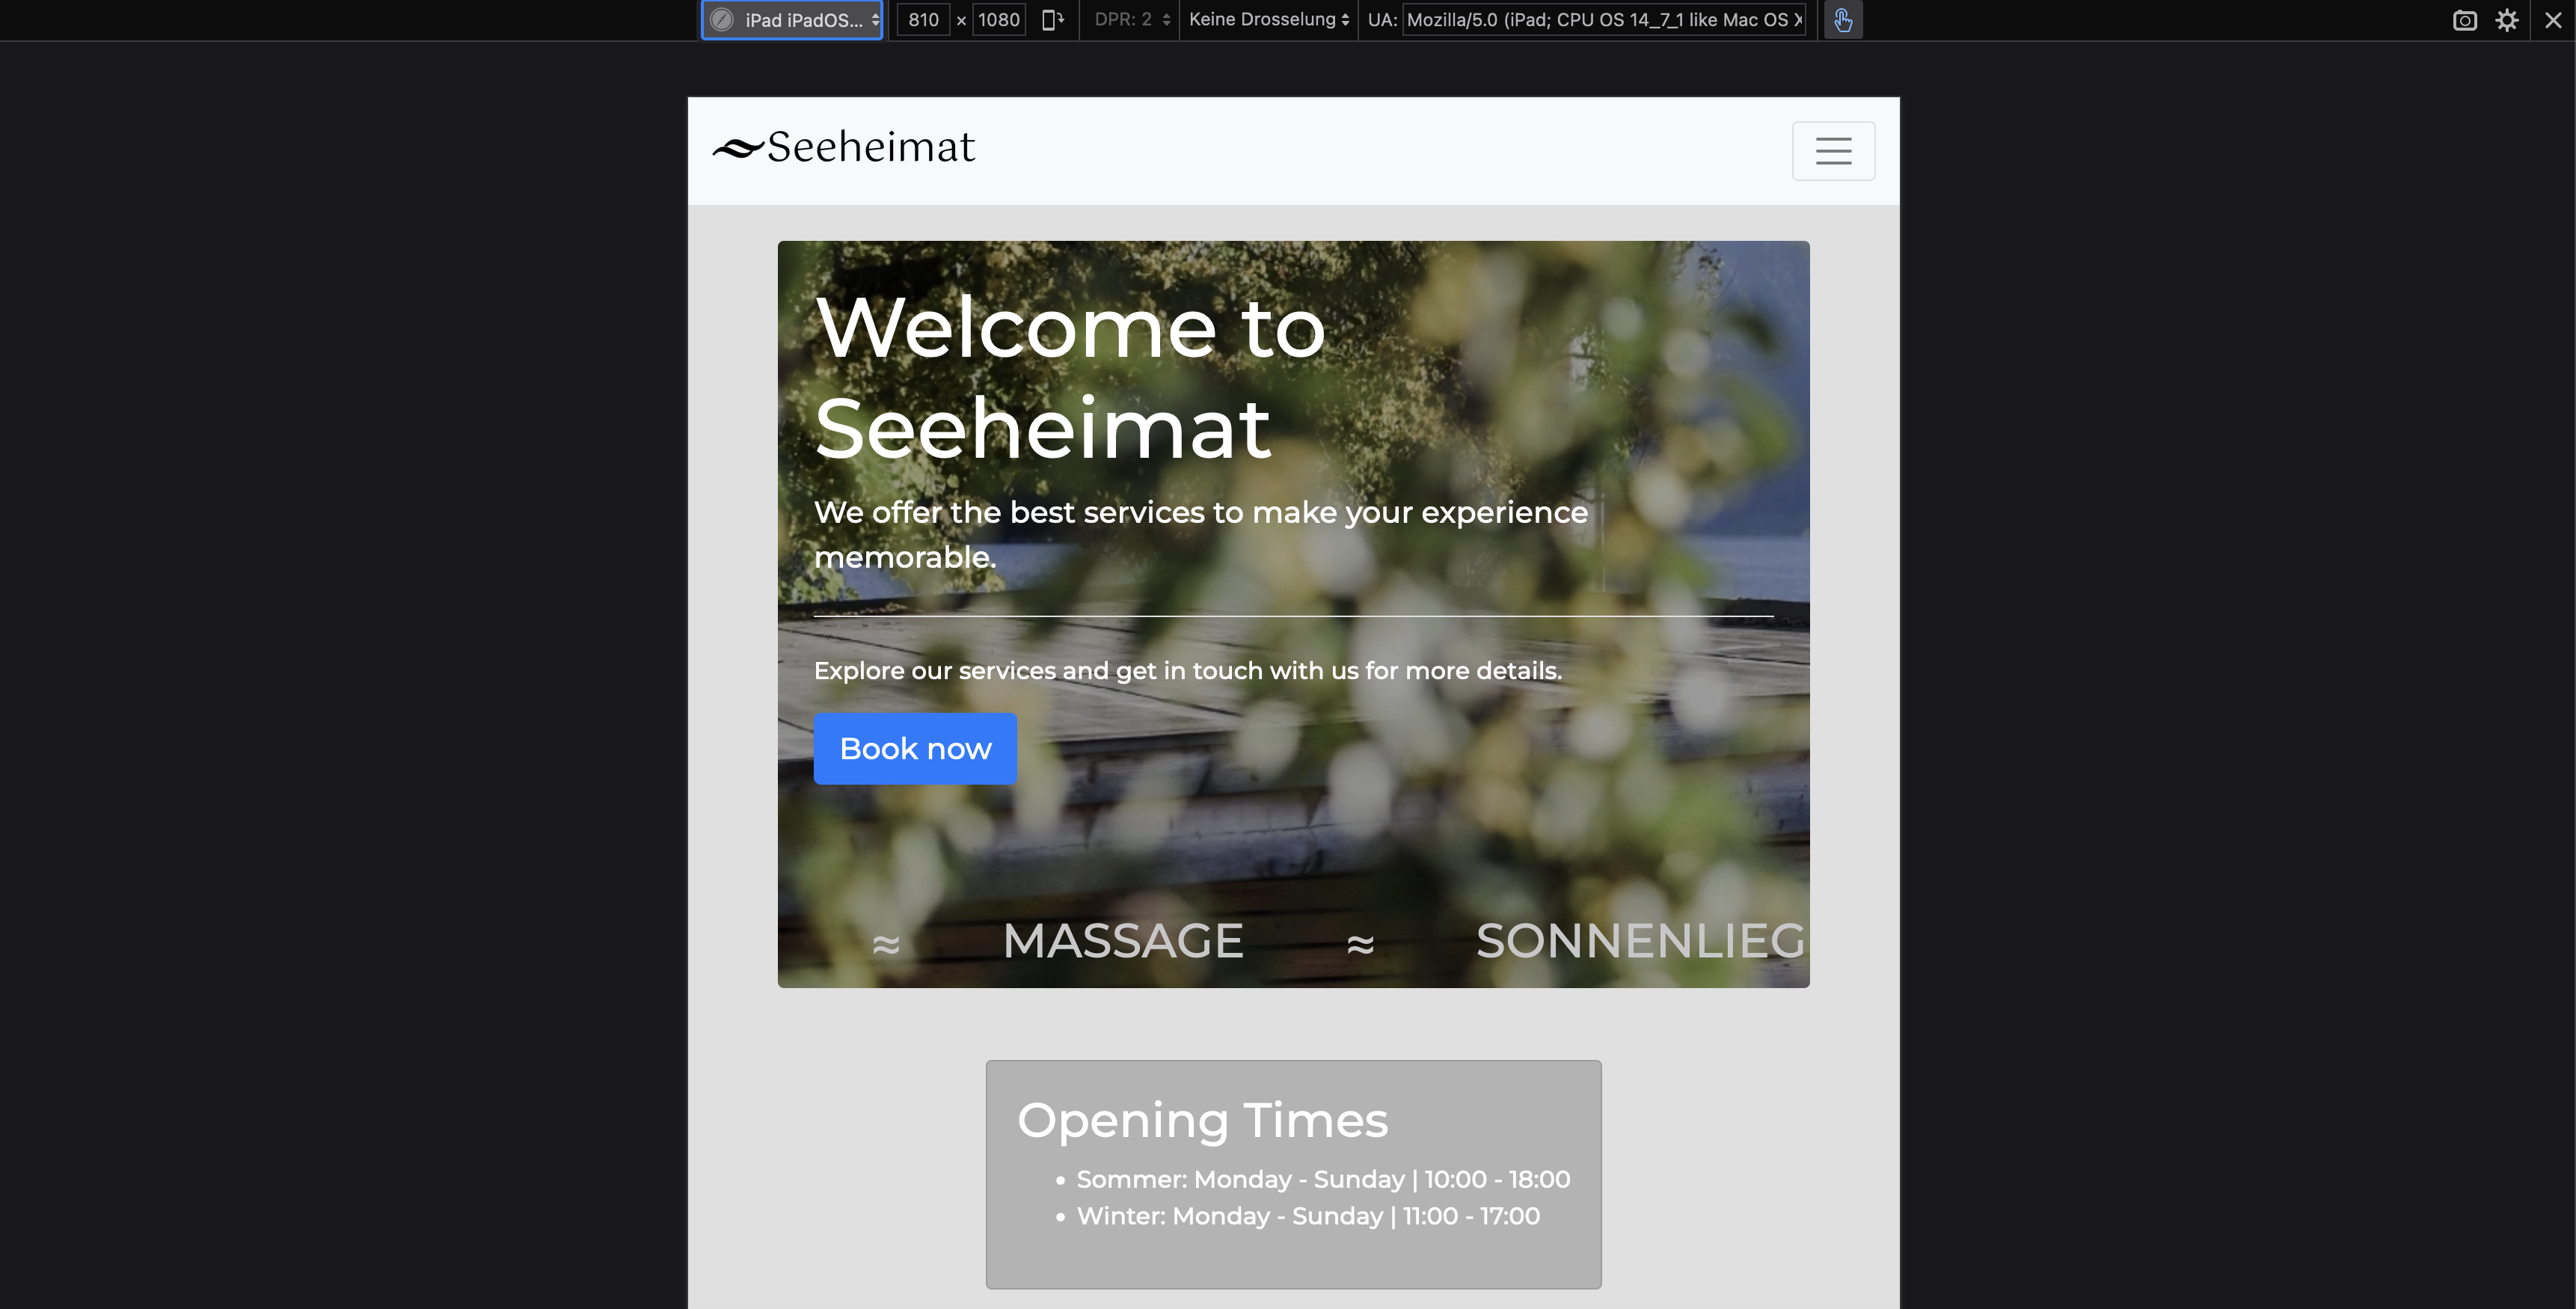 iPad iPadOS...
810 × 1080
DPR: 2
Keine Drosselung
UA: Mozilla/5.0 (iPad; CPU OS 14_7_1 like Mac OS X
Seeheimat
Welcome to
Seeheimat
We offer the best services to make your experience
memorable.
Explore our services and get in touch with us for more details.
Book now
≈ MASSAGE ≈ SONNENLIEG
Opening Times
• Sommer: Monday - Sunday | 10:00 - 18:00
• Winter: Monday - Sunday | 11:00 - 17:00